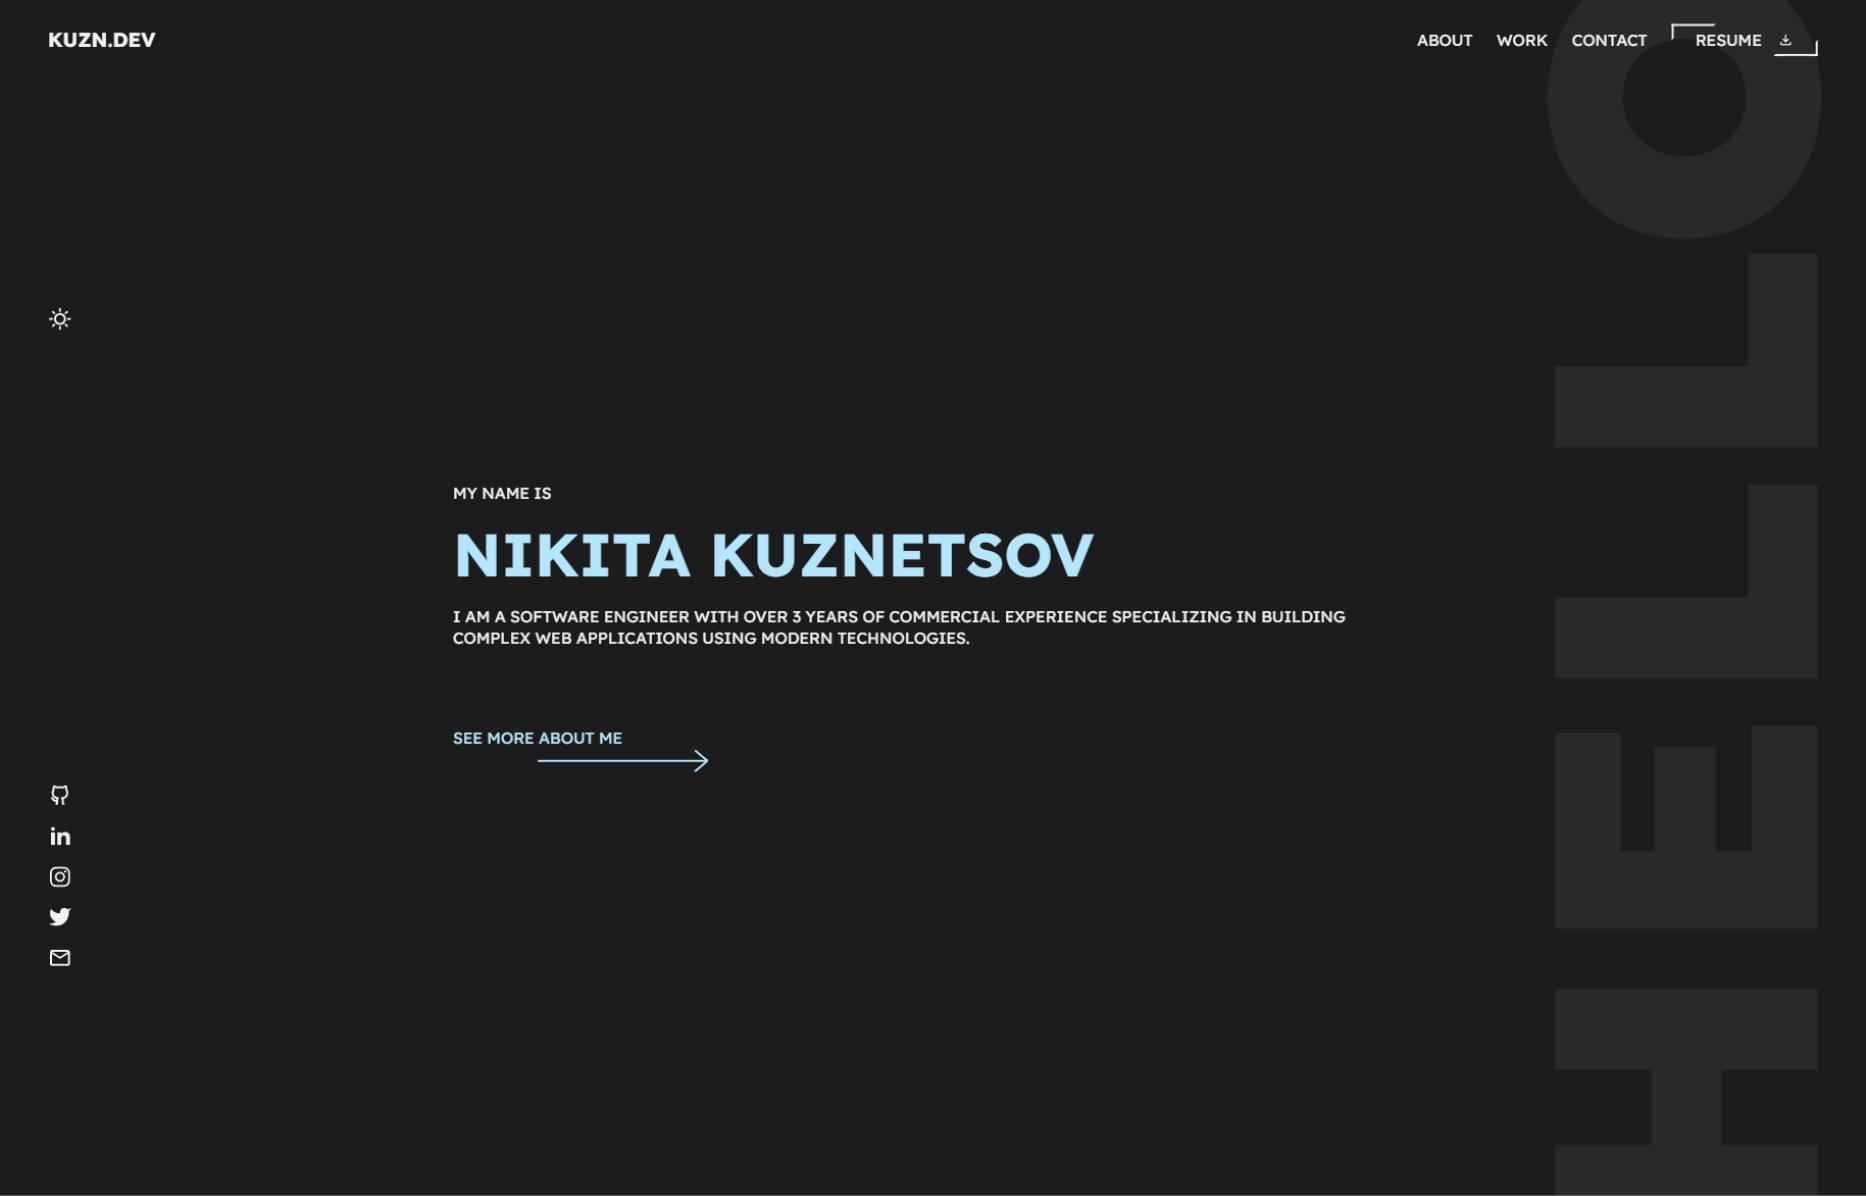 KUZN.DEV
ABOUT WORK CONTACT RESUME
MY NAME IS
NIKITA KUZNETSOV
I AM A SOFTWARE ENGINEER WITH OVER 3 YEARS OF COMMERCIAL EXPERIENCE SPECIALIZING IN BUILDING
COMPLEX WEB APPLICATIONS USING MODERN TECHNOLOGIES.
SEE MORE ABOUT ME
HELLO